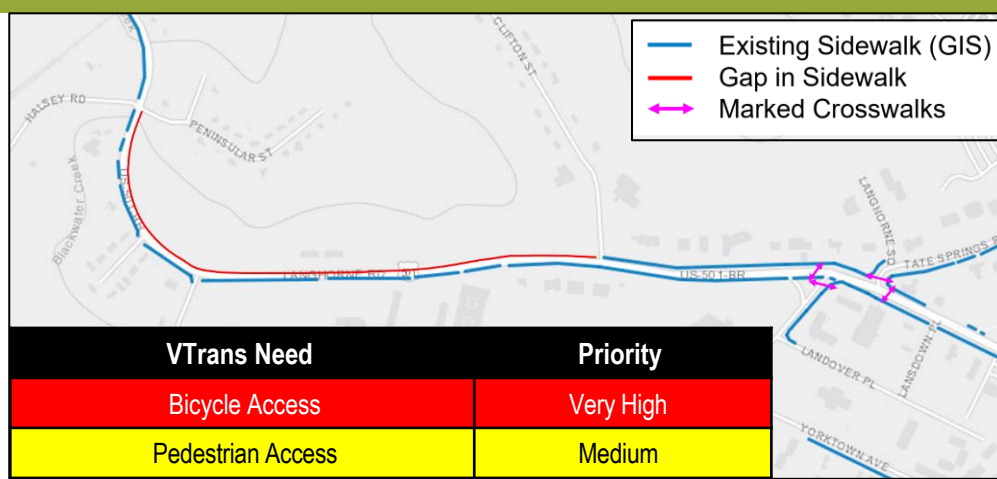 Existing Sidewalk (GIS)
Gap in Sidewalk
Marked Crosswalks
CLIFTON ST
HALSEY RD
PENINSULAR ST
Blackwater Creek
LANGHORNE RD
US-501-BR
LANGHORNE SQ
TATE SPRINGS
LANDOVER PL
LANSDOWN PL
YORKTOWN AVE
VTrans Need Priority
Bicycle Access Very High
Pedestrian Access Medium